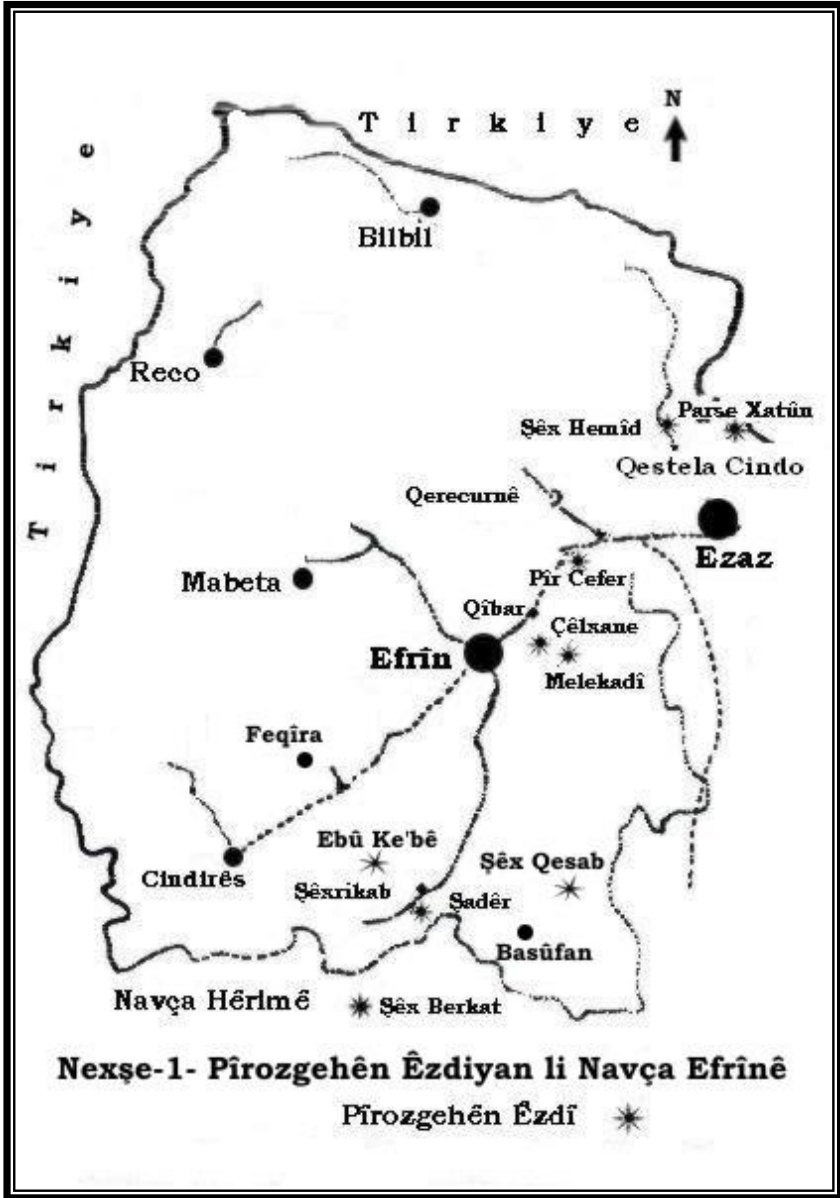 N
Tirkiye
Tirkiye
Bilbil
Reco
Parse Xatûn
Şêx Hemîd
Qestela Cindo
Qerecurnê
Ezaz
Pîr Cefer
Mabeta
Qîbar
Çêlxane
Efrîn
Melekadî
Feqîra
Ebû Ke'bê
Şêx Qesab
Cindirês
Şêxrikab
Şadêr
Basûfan
Navça Hêrimê
Şêx Berkat
Nexşe-1- Pîrozgehên Êzdiyan li Navça Efrînê
Pîrozgehên Êzdî